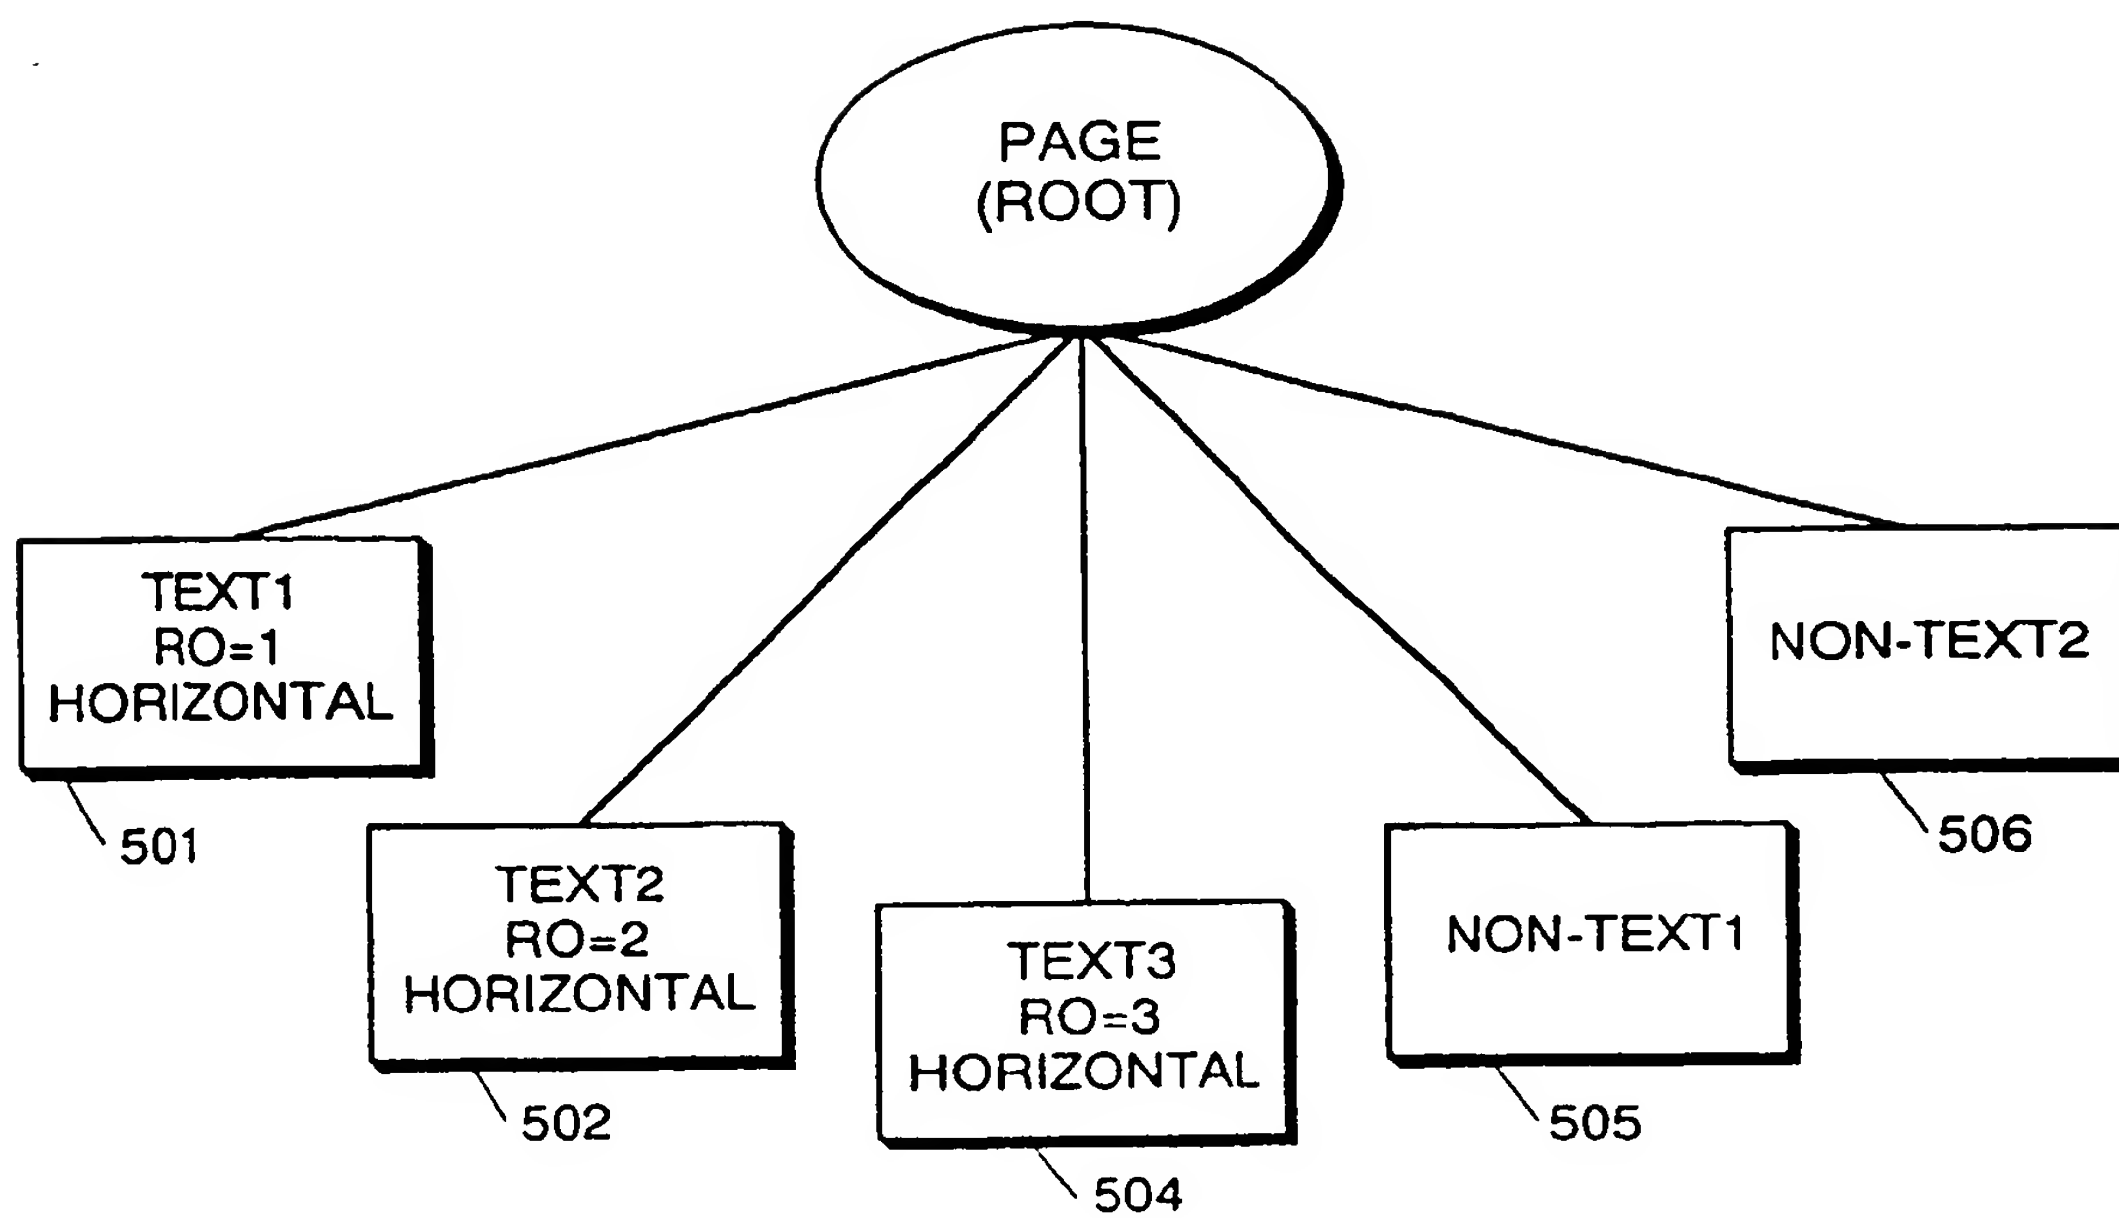 PAGE
(ROOT)
TEXT1
RO=1
HORIZONTAL
501
TEXT2
RO=2
HORIZONTAL
502
TEXT3
RO=3
HORIZONTAL
504
NON-TEXT1
505
NON-TEXT2
506